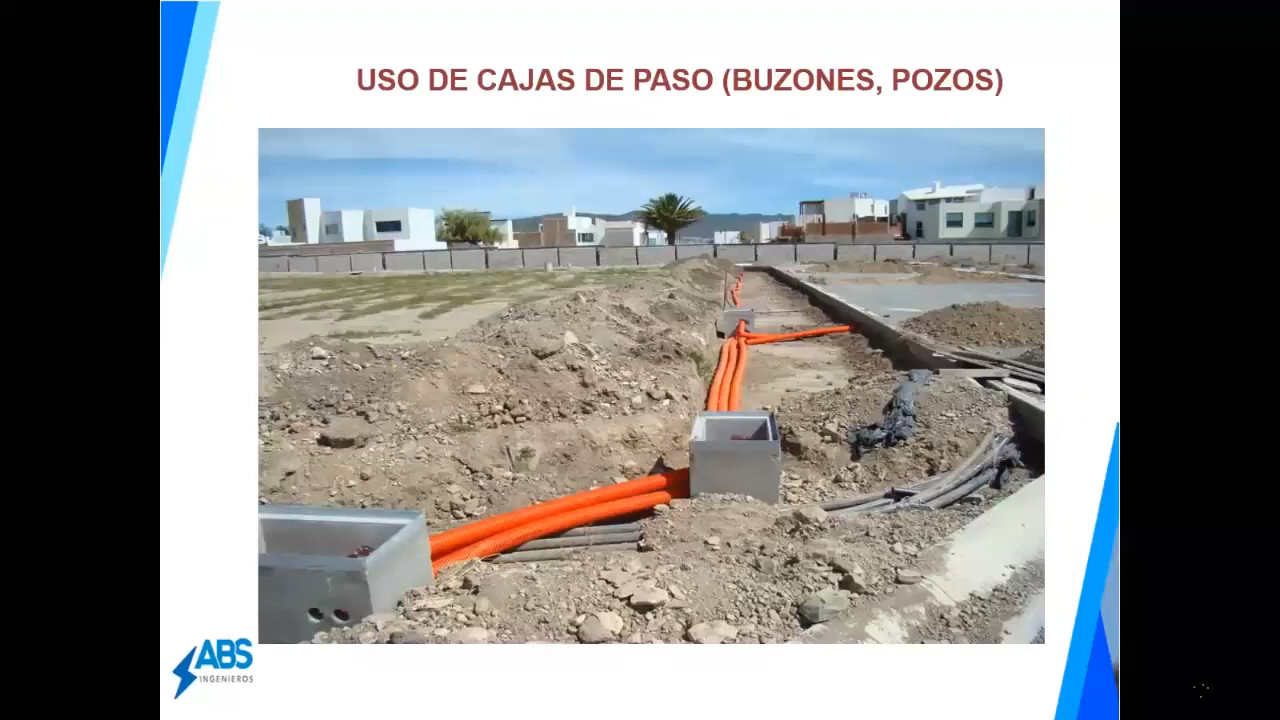 USO DE CAJAS DE PASO (BUZONES, POZOS)
ABS
INGENIEROS